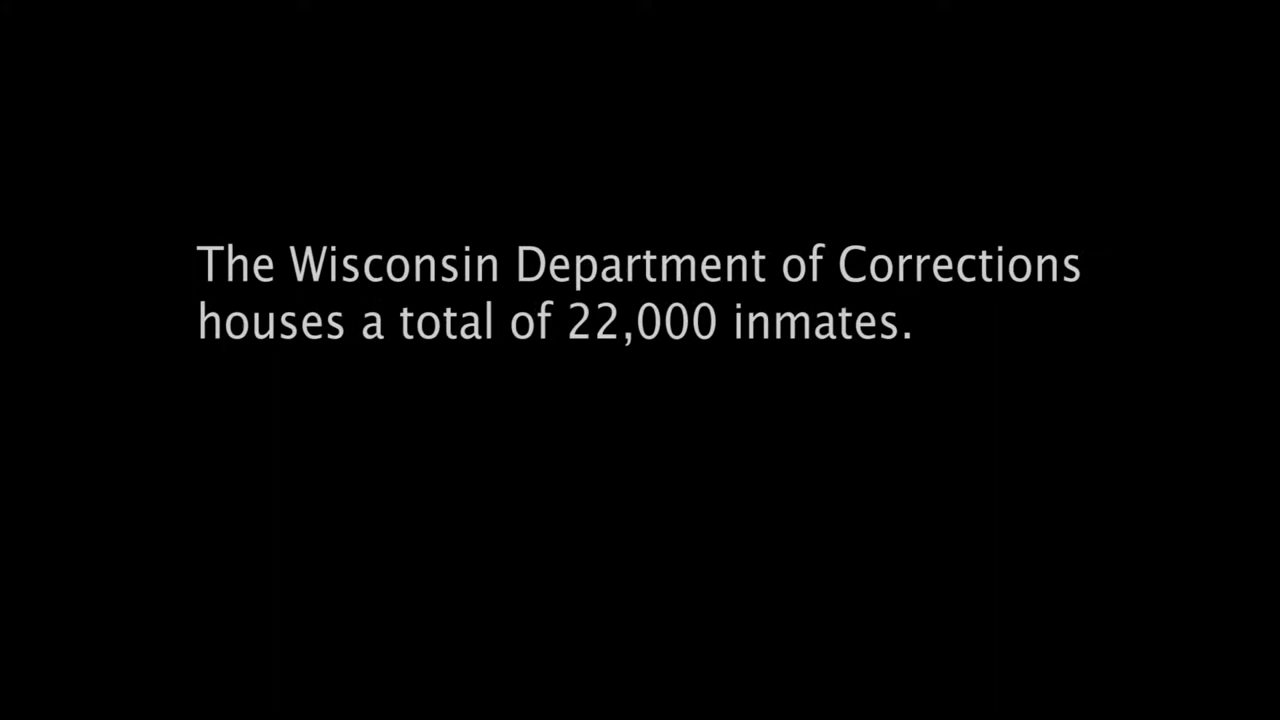 The Wisconsin Department of Corrections
houses a total of 22,000 inmates.